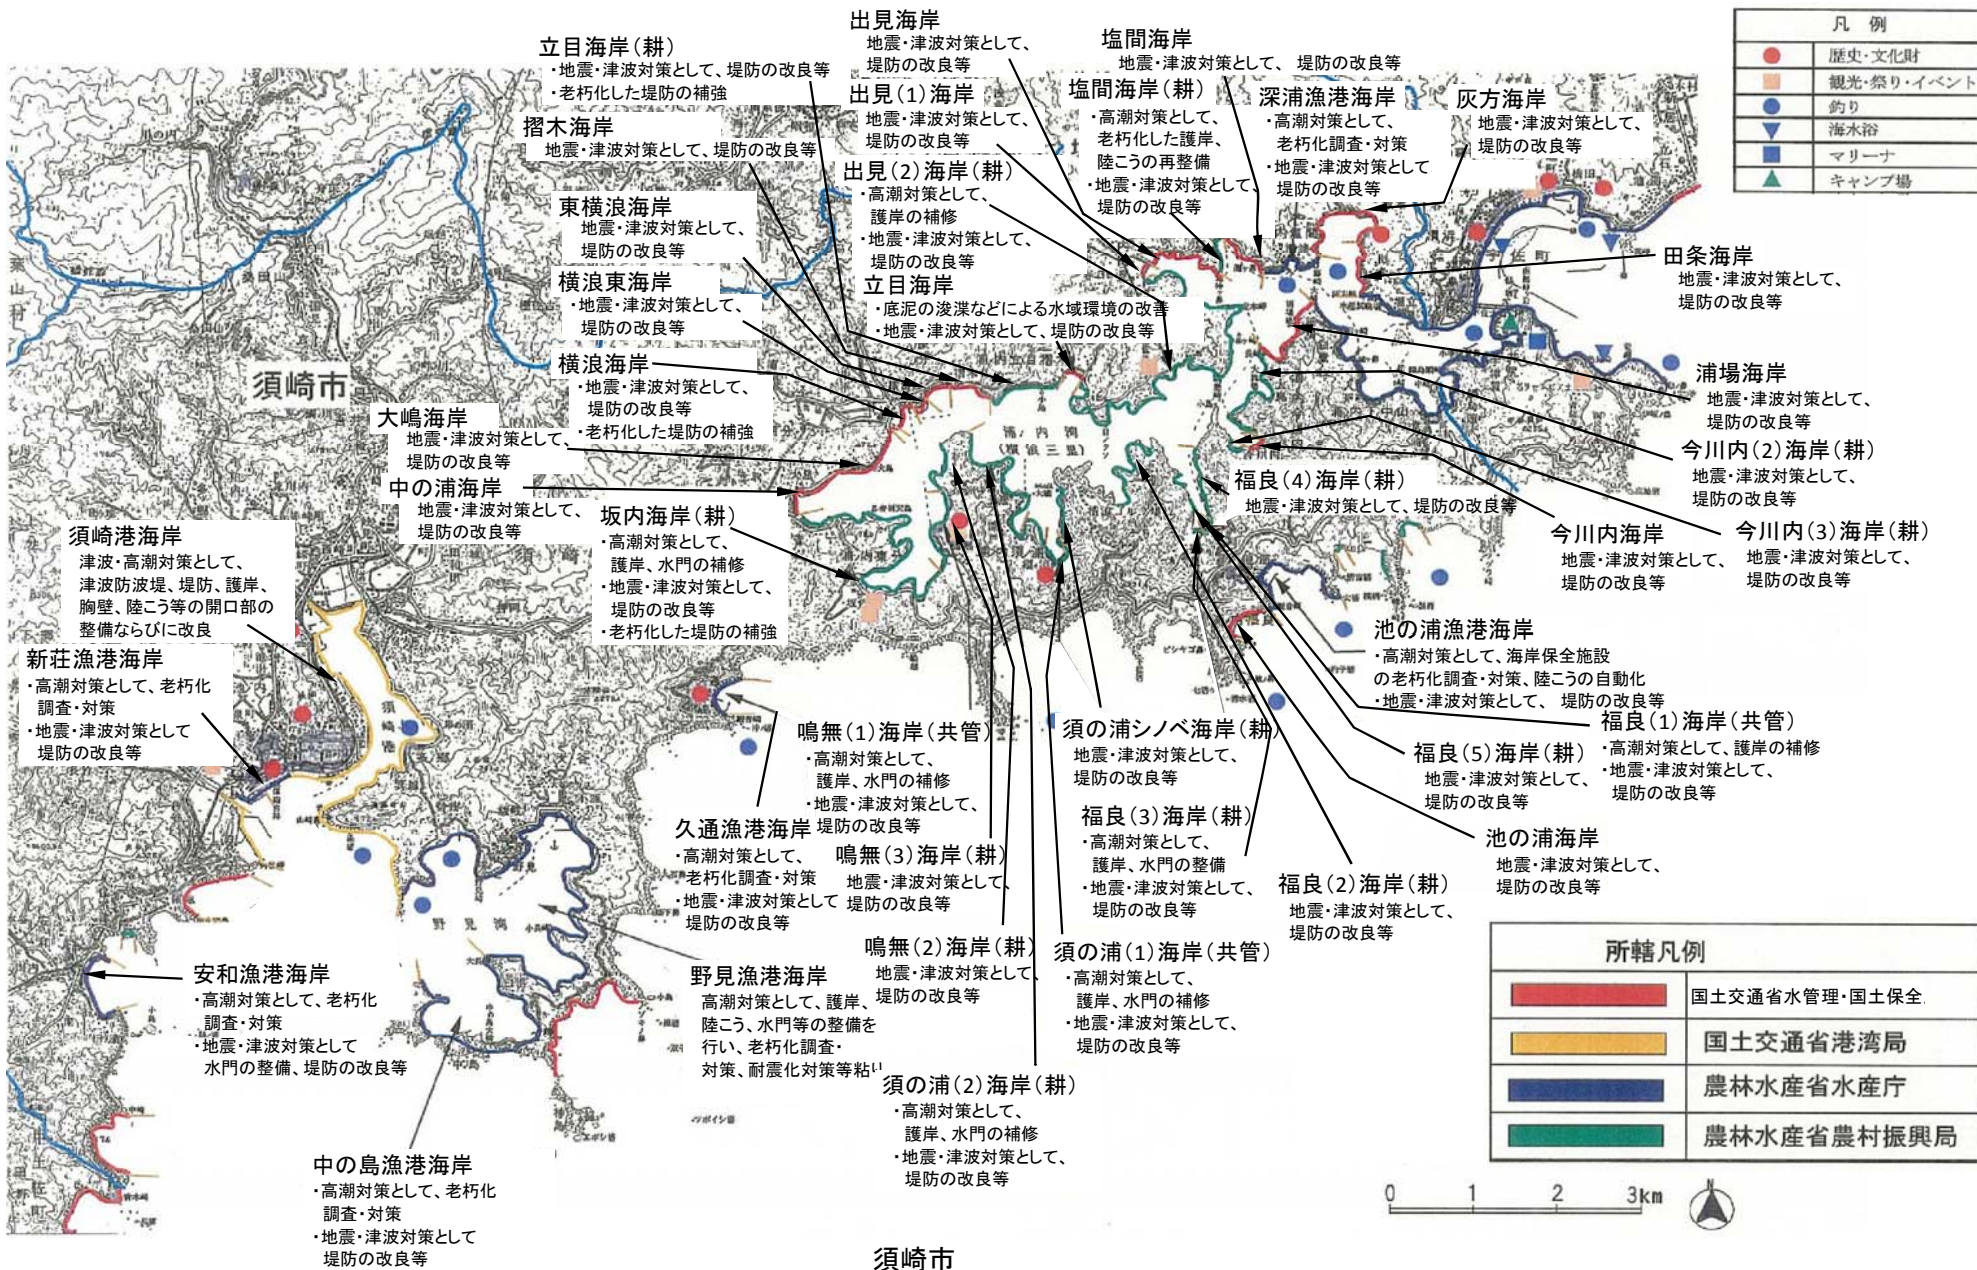 出見海岸
地震・津波対策として、
堤防の改良等
塩間海岸
地震・津波対策として、 堤防の改良等
立目海岸(耕)
・地震・津波対策として、堤防の改良等
・老朽化した堤防の補強
出見(1)海岸
地震・津波対策として、
堤防の改良等
塩間海岸(耕)
・高潮対策として、
老朽化した護岸、
陸こうの再整備
・地震・津波対策として、
堤防の改良等
深浦漁港海岸
・高潮対策として、
老朽化調査・対策
・地震・津波対策として
堤防の改良等
灰方海岸
地震・津波対策として、
堤防の改良等
凡 例
歴史・文化財
観光・祭り・イベント
釣り
海水浴
マリーナ
キャンプ場
摺木海岸
地震・津波対策として、堤防の改良等
出見(2)海岸(耕)
・高潮対策として、
護岸の補修
・地震・津波対策として、
堤防の改良等
東横浪海岸
地震・津波対策として、
堤防の改良等
田条海岸
地震・津波対策として、
堤防の改良等
横浪東海岸
・地震・津波対策として、
堤防の改良等
立目海岸
・底泥の浚渫などによる水域環境の改善
・地震・津波対策として、堤防の改良等
横浪海岸
・地震・津波対策として、
堤防の改良等
・老朽化した堤防の補強
須崎市
浦場海岸
地震・津波対策として、
堤防の改良等
大嶋海岸
地震・津波対策として、
堤防の改良等
浦ノ内湾
(横浪三里)
今川内(2)海岸(耕)
地震・津波対策として、
堤防の改良等
中の浦海岸
地震・津波対策として、
堤防の改良等
福良(4)海岸(耕)
地震・津波対策として、堤防の改良等
坂内海岸(耕)
・高潮対策として、
護岸、水門の補修
・地震・津波対策として、
堤防の改良等
・老朽化した堤防の補強
今川内海岸
地震・津波対策として、
堤防の改良等
今川内(3)海岸(耕)
地震・津波対策として、
堤防の改良等
須崎港海岸
津波・高潮対策として、
津波防波堤、堤防、護岸、
胸壁、陸こう等の開口部の
整備ならびに改良
新荘漁港海岸
・高潮対策として、老朽化
調査・対策
・地震・津波対策として
堤防の改良等
須崎港
池の浦漁港海岸
・高潮対策として、海岸保全施設
の老朽化調査・対策、陸こうの自動化
・地震・津波対策として、 堤防の改良等
鳴無(1)海岸(共管)
・高潮対策として、
護岸、水門の補修
・地震・津波対策として、
堤防の改良等
須の浦シノベ海岸(耕)
地震・津波対策として、
堤防の改良等
福良(1)海岸(共管)
・高潮対策として、護岸の補修
・地震・津波対策として、
堤防の改良等
福良(5)海岸(耕)
地震・津波対策として、
堤防の改良等
久通漁港海岸
・高潮対策として、
老朽化調査・対策
・地震・津波対策として
堤防の改良等
鳴無(3)海岸(耕)
地震・津波対策として、
堤防の改良等
福良(3)海岸(耕)
・高潮対策として、
護岸、水門の整備
・地震・津波対策として、
堤防の改良等
池の浦海岸
地震・津波対策として、
堤防の改良等
福良(2)海岸(耕)
地震・津波対策として、
堤防の改良等
野見湾
鳴無(2)海岸(耕)
地震・津波対策として、
堤防の改良等
須の浦(1)海岸(共管)
・高潮対策として、
護岸、水門の補修
・地震・津波対策として、
堤防の改良等
安和漁港海岸
・高潮対策として、老朽化
調査・対策
・地震・津波対策として
水門の整備、堤防の改良等
野見漁港海岸
高潮対策として、護岸、
陸こう、水門等の整備を
行い、老朽化調査・
対策、耐震化対策等粘り
中ノ島
須の浦(2)海岸(耕)
・高潮対策として、
護岸、水門の補修
・地震・津波対策として、
堤防の改良等
中の島漁港海岸
・高潮対策として、老朽化
調査・対策
・地震・津波対策として
堤防の改良等
所轄凡例
国土交通省水管理・国土保全
国土交通省港湾局
農林水産省水産庁
農林水産省農村振興局
0 1 2 3km
N
須崎市